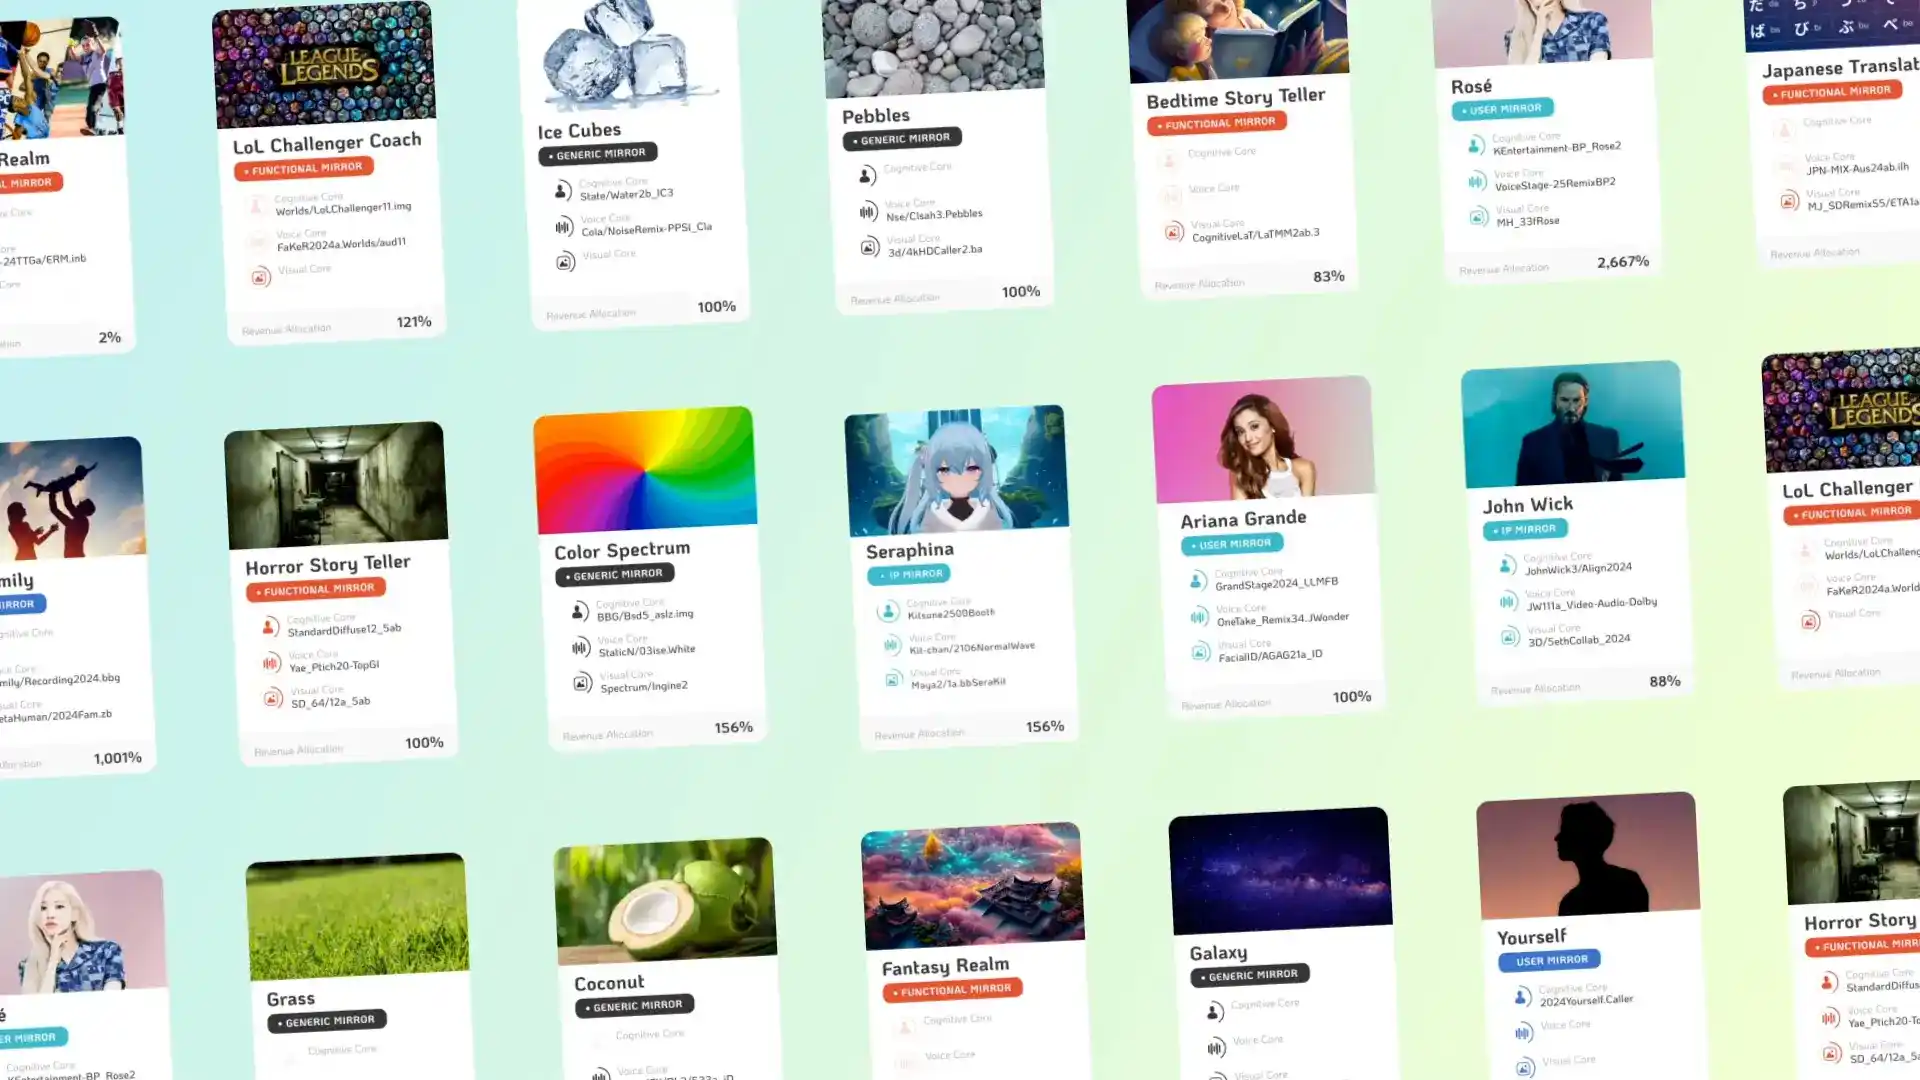 Realm
AL MIRROR
-24TTGa/ERM.inb
2%
LEAGUE
LEGENDS
LoL Challenger Coach
• FUNCTIONAL MIRROR
Cognitive Core
Worlds/LoLChallenger11.img
Voice Core
FaKeR2024a.Worlds/aud11
Visual Core
Revenue Allocation
121%
Ice Cubes
• GENERIC MIRROR
Cognitive Core
State/Water2b_IC3
Voice Core
Cola/NoiseRemix-PPSI_Cla
Visual Core
Revenue Allocation
100%
Pebbles
• GENERIC MIRROR
Cognitive Core
Voice Core
Nse/Clsah3.Pebbles
Visual Core
3d/4kHDCaller2.ba
Revenue Allocation
100%
Bedtime Story Teller
• FUNCTIONAL MIRROR
Cognitive Core
Voice Core
Visual Core
CognitiveLaT/LaTMM2ab.3
Revenue Allocation
83%
Rosé
• USER MIRROR
Cognitive Core
KEntertainment-BP_Rose2
Voice Core
VoiceStage-25RemixBP2
Visual Core
MH_33fRose
Revenue Allocation
2,667%
ば ba び bi ぶ bu べ be
Japanese Translat
• FUNCTIONAL MIRROR
Cognitive Core
Voice Core
JPN-MIX-Aus24ab.ilh
Visual Core
MJ_SDRemix55/ETA1a
Revenue Allocation
mily
IRROR
gnitive Core
mily/Recording2024.bbg
etaHuman/2024Fam.zb
1,001%
Horror Story Teller
• FUNCTIONAL MIRROR
Cognitive Core
StandardDiffuse12_5ab
Voice Core
Yae_Ptich20-TopGI
Visual Core
SD_64/12a_5ab
Revenue Allocation
100%
Color Spectrum
• GENERIC MIRROR
Cognitive Core
BBG/Bsd5_aslz.img
Voice Core
StaticN/03ise.White
Visual Core
Spectrum/Ingine2
Revenue Allocation
156%
Seraphina
• IP MIRROR
Cognitive Core
Kitsune2500Booth
Voice Core
Kit-chan/2106NormalWave
Visual Core
Maya2/1a.bbSeraKit
Revenue Allocation
156%
Ariana Grande
• USER MIRROR
Cognitive Core
GrandStage2024_LLMFB
Voice Core
OneTake_Remix34.JWonder
Visual Core
FacialID/AGAG21a_ID
Revenue Allocation
100%
John Wick
• IP MIRROR
Cognitive Core
JohnWick3/Align2024
Voice Core
JW111a_Video-Audio-Dolby
Visual Core
3D/SethCollab_2024
Revenue Allocation
88%
LEAGUE
LEGENDS
LoL Challenger
• FUNCTIONAL MIRROR
Cognitive Core
Worlds/LoLChalleng
Voice Core
FaKeR2024a.World
Visual Core
Revenue Allocation
é
ER MIRROR
Cognitive Core
KEntertainment-BP_Rose2
Grass
• GENERIC MIRROR
Cognitive Core
Coconut
• GENERIC MIRROR
Cognitive Core
Voice Core
Fantasy Realm
• FUNCTIONAL MIRROR
Cognitive Core
Voice Core
Galaxy
• GENERIC MIRROR
Cognitive Core
Voice Core
Visual Core
Yourself
USER MIRROR
Cognitive Core
2024Yourself.Caller
Voice Core
Visual Core
Horror Story
• FUNCTIONAL MIRR
Cognitive Core
StandardDiffus
Voice Core
Yae_Ptich20-To
Visual Core
SD_64/12a_5a